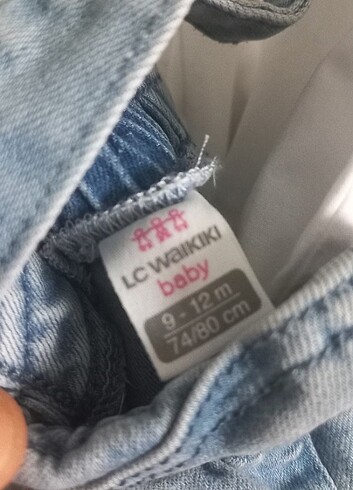 LC WAIKIKI
baby
9 - 12 m
74/80 cm